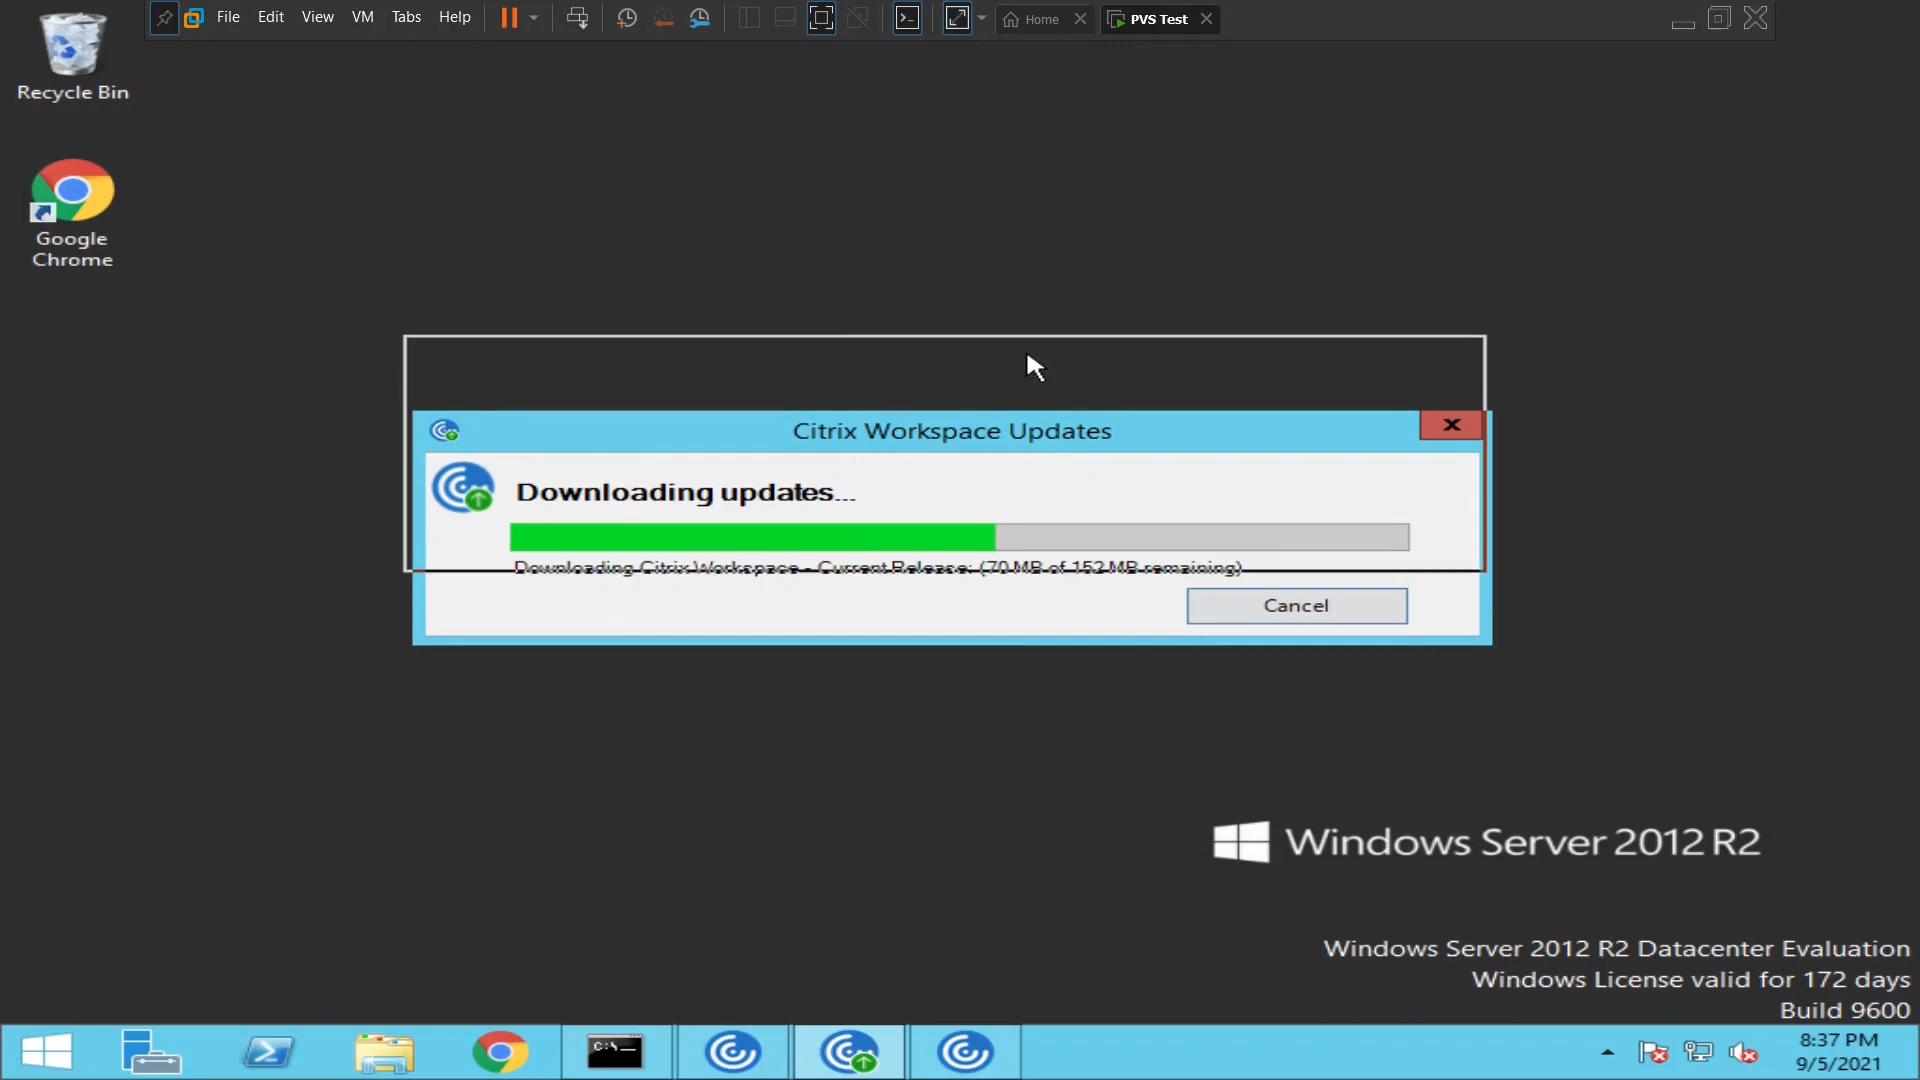 File Edit View VM Tabs Help Home PVS Test
Recycle Bin
Google
Chrome
Citrix Workspace Updates
Downloading updates...
Downloading Citrix Workspace - Current Release: (70 MB of 152 MB remaining)
Cancel
Windows Server 2012 R2
Windows Server 2012 R2 Datacenter Evaluation
Windows License valid for 172 days
Build 9600
C:\
8:37 PM
9/5/2021